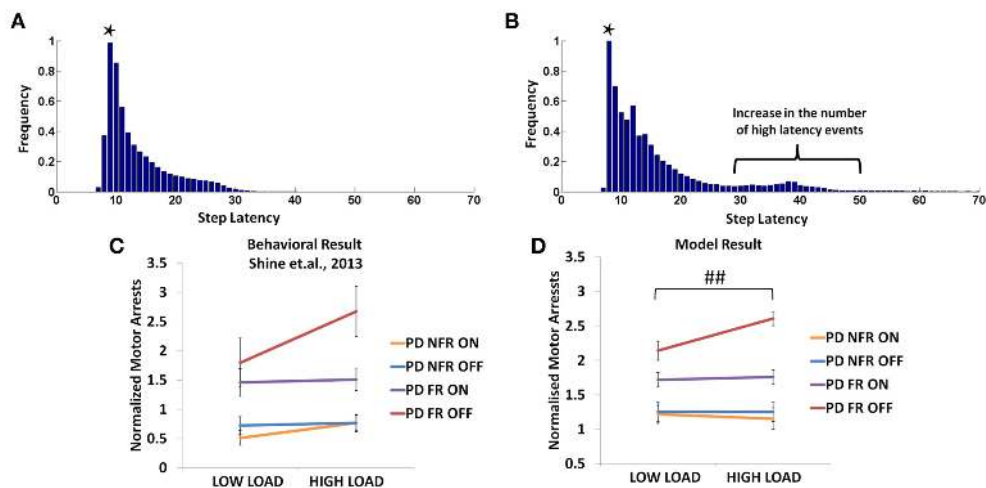 A
*
1
0.8
0.6
0.4
0.2
0
Frequency
0 10 20 30 40 50 60 70
Step Latency
B
*
1
0.8
0.6
0.4
0.2
0
Frequency
Increase in the number
of high latency events
0 10 20 30 40 50 60 70
Step Latency
C
Behavioral Result
Shine et.al., 2013
Normalized Motor Arrests
3.5
3
2.5
2
1.5
1
0.5
0
LOW LOAD HIGH LOAD
PD NFR ON
PD NFR OFF
PD FR ON
PD FR OFF
D
Model Result
##
Normalised Motor Arressts
3.5
3
2.5
2
1.5
1
0.5
LOW LOAD HIGH LOAD
PD NFR ON
PD NFR OFF
PD FR ON
PD FR OFF